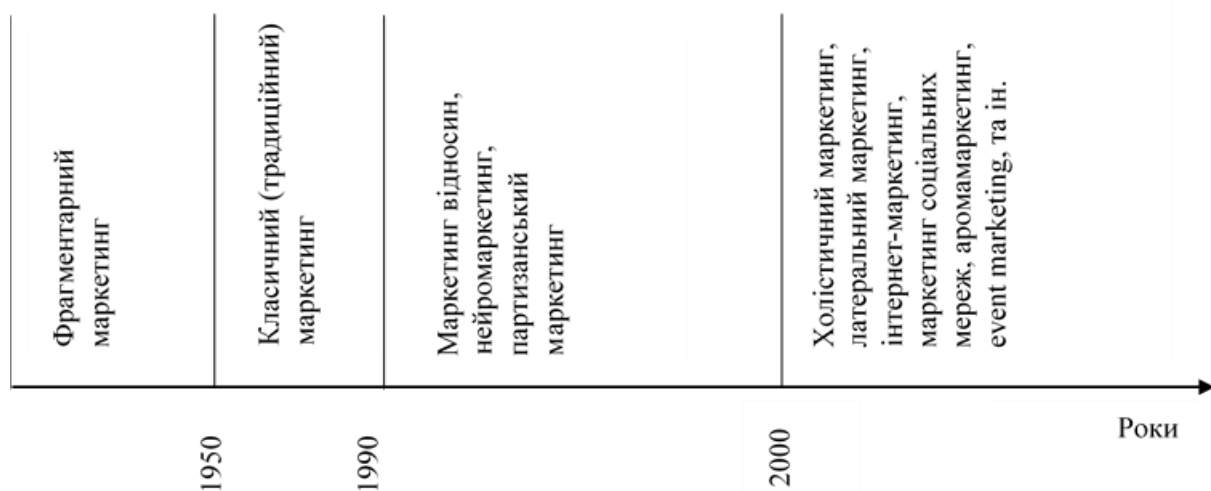 Фрагментарний
маркетинг
Класичний (традиційний)
маркетинг
Маркетинг відносин,
нейромаркетинг,
партизанський
маркетинг
Холістичний маркетинг,
латеральний маркетинг,
інтернет-маркетинг,
маркетинг соціальних
мереж, аромамаркетинг,
event marketing, та ін.
1950
1990
2000
Роки